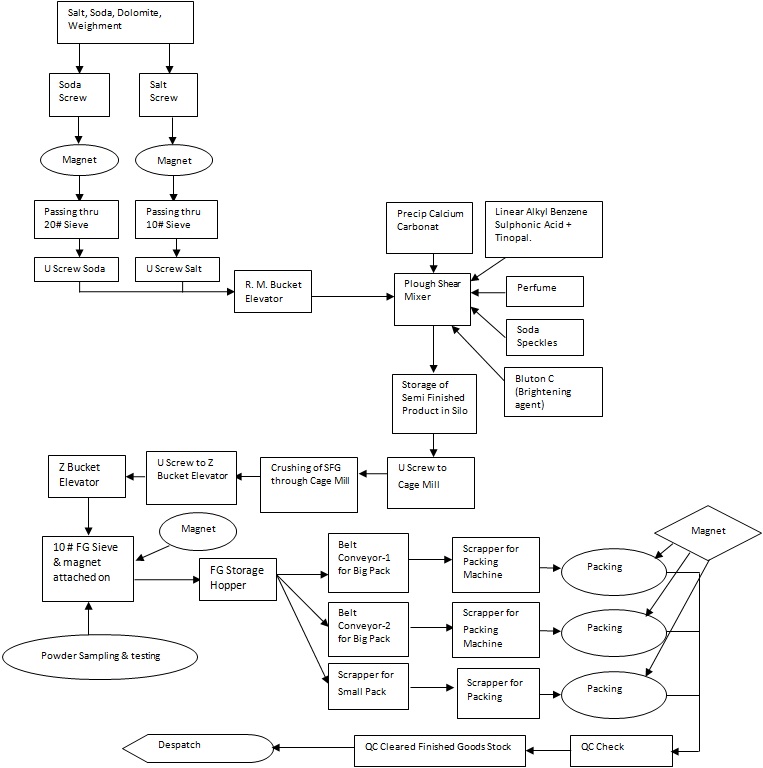 Salt, Soda, Dolomite,
Weighment
Soda
Screw
Salt
Screw
Magnet
Magnet
Passing thru
20# Sieve
Passing thru
10# Sieve
U Screw Soda
U Screw Salt
R. M. Bucket
Elevator
Precip Calcium
Carbonat
Linear Alkyl Benzene
Sulphonic Acid +
Tinopal.
Plough Shear
Mixer
Perfume
Soda
Speckles
Bluton C
(Brightening
agent)
Storage of
Semi Finished
Product in Silo
U Screw to
Cage Mill
Crushing of SFG
through Cage Mill
U Screw to Z
Bucket Elevator
Z Bucket
Elevator
Magnet
10 # FG Sieve
& magnet
attached on
Powder Sampling & testing
FG Storage
Hopper
Belt
Conveyor-1
for Big Pack
Scrapper for
Packing
Machine
Packing
Magnet
Belt
Conveyor-2
for Big Pack
Scrapper for
Packing
Machine
Packing
Scrapper for
Small Pack
Scrapper for
Packing
Packing
QC Check
QC Cleared Finished Goods Stock
Despatch